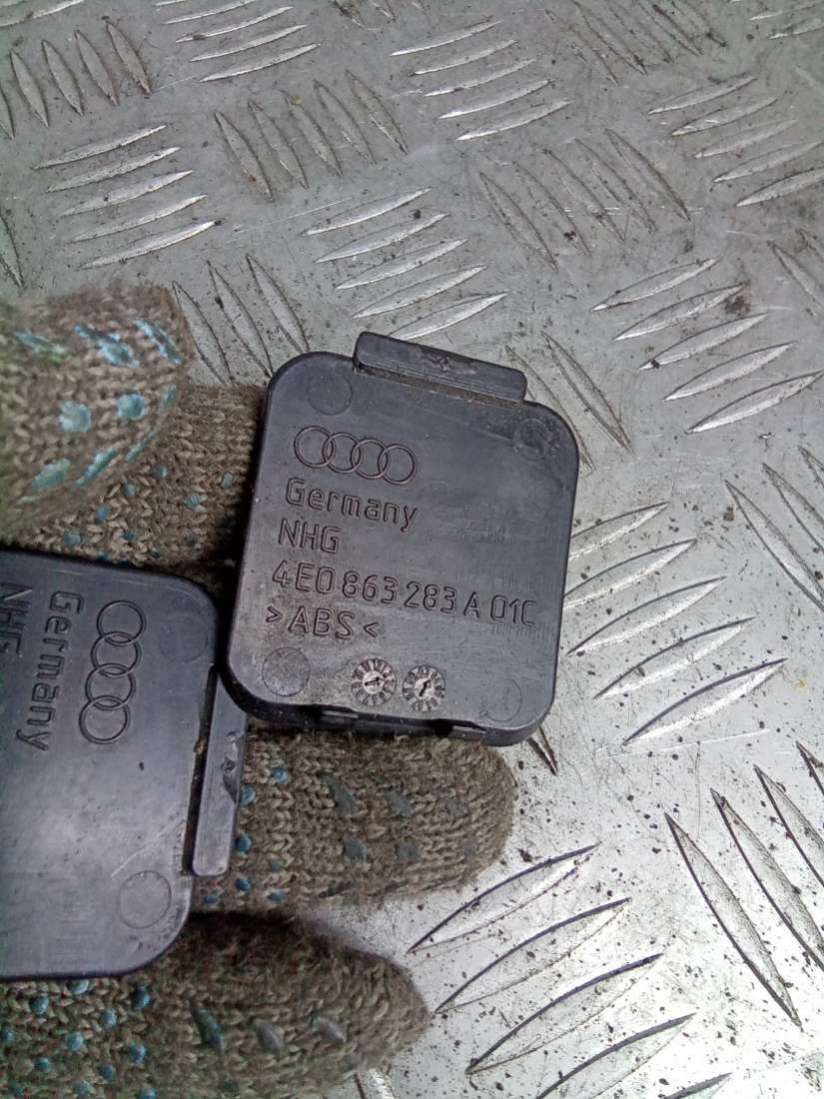 Germany
NHG
4E0 863 283 A 01C
>ABS<
Germany
NHG